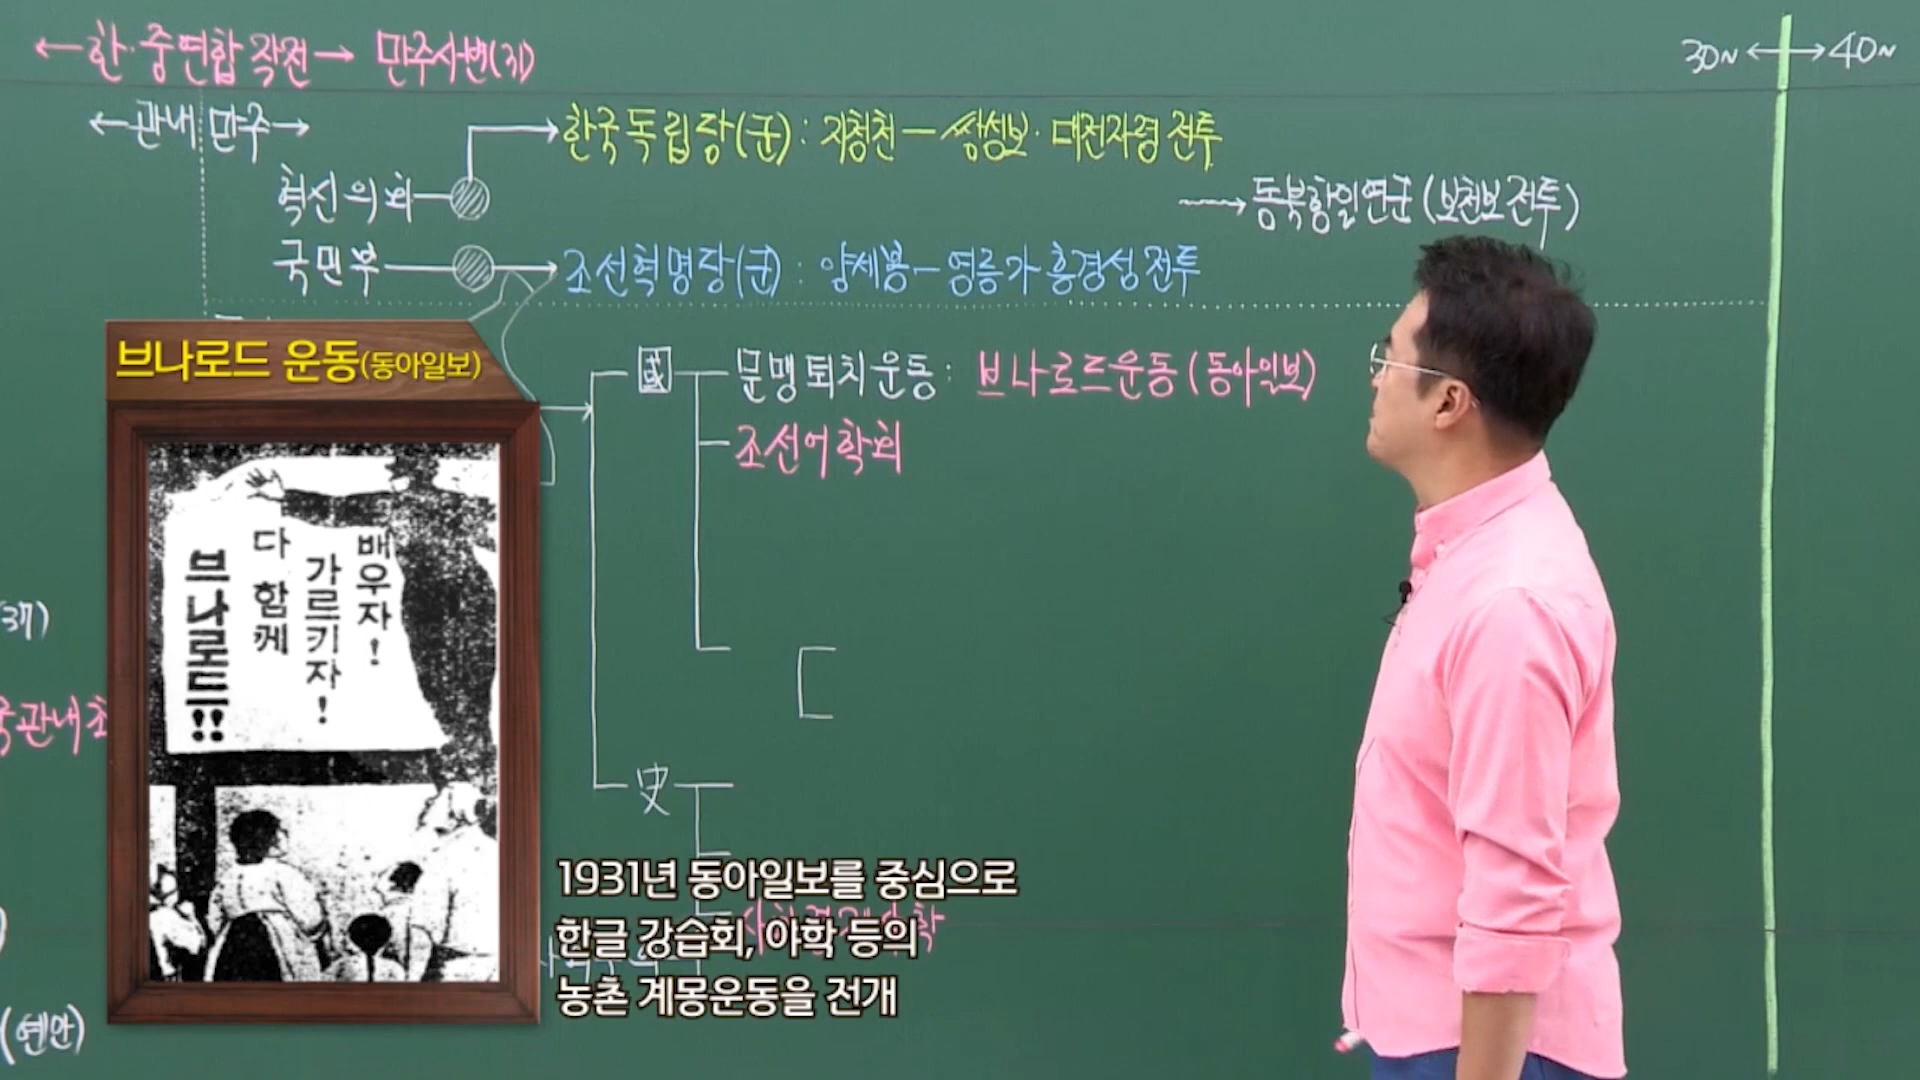 ←한·중연합 작전→ 만주사변(31)
30s ←→ 40s
←관내 만주→
한국독립당(군) : 지청천 — 쌍성보·대전자령 전투
혁신의회
동북항일연군 (보천보 전투)
국민부
조선혁명당(군) : 양세봉 — 영릉가 흥경성 전투
브나로드 운동(동아일보)
國
문맹퇴치운동 : 브나로드운동 (동아일보)
조선어학회
배우자!
가르키자!
다 함께
브나로드!!
(37)
관내
史
1931년 동아일보를 중심으로
한글 강습회, 야학 등의
농촌 계몽운동을 전개
(옌안)